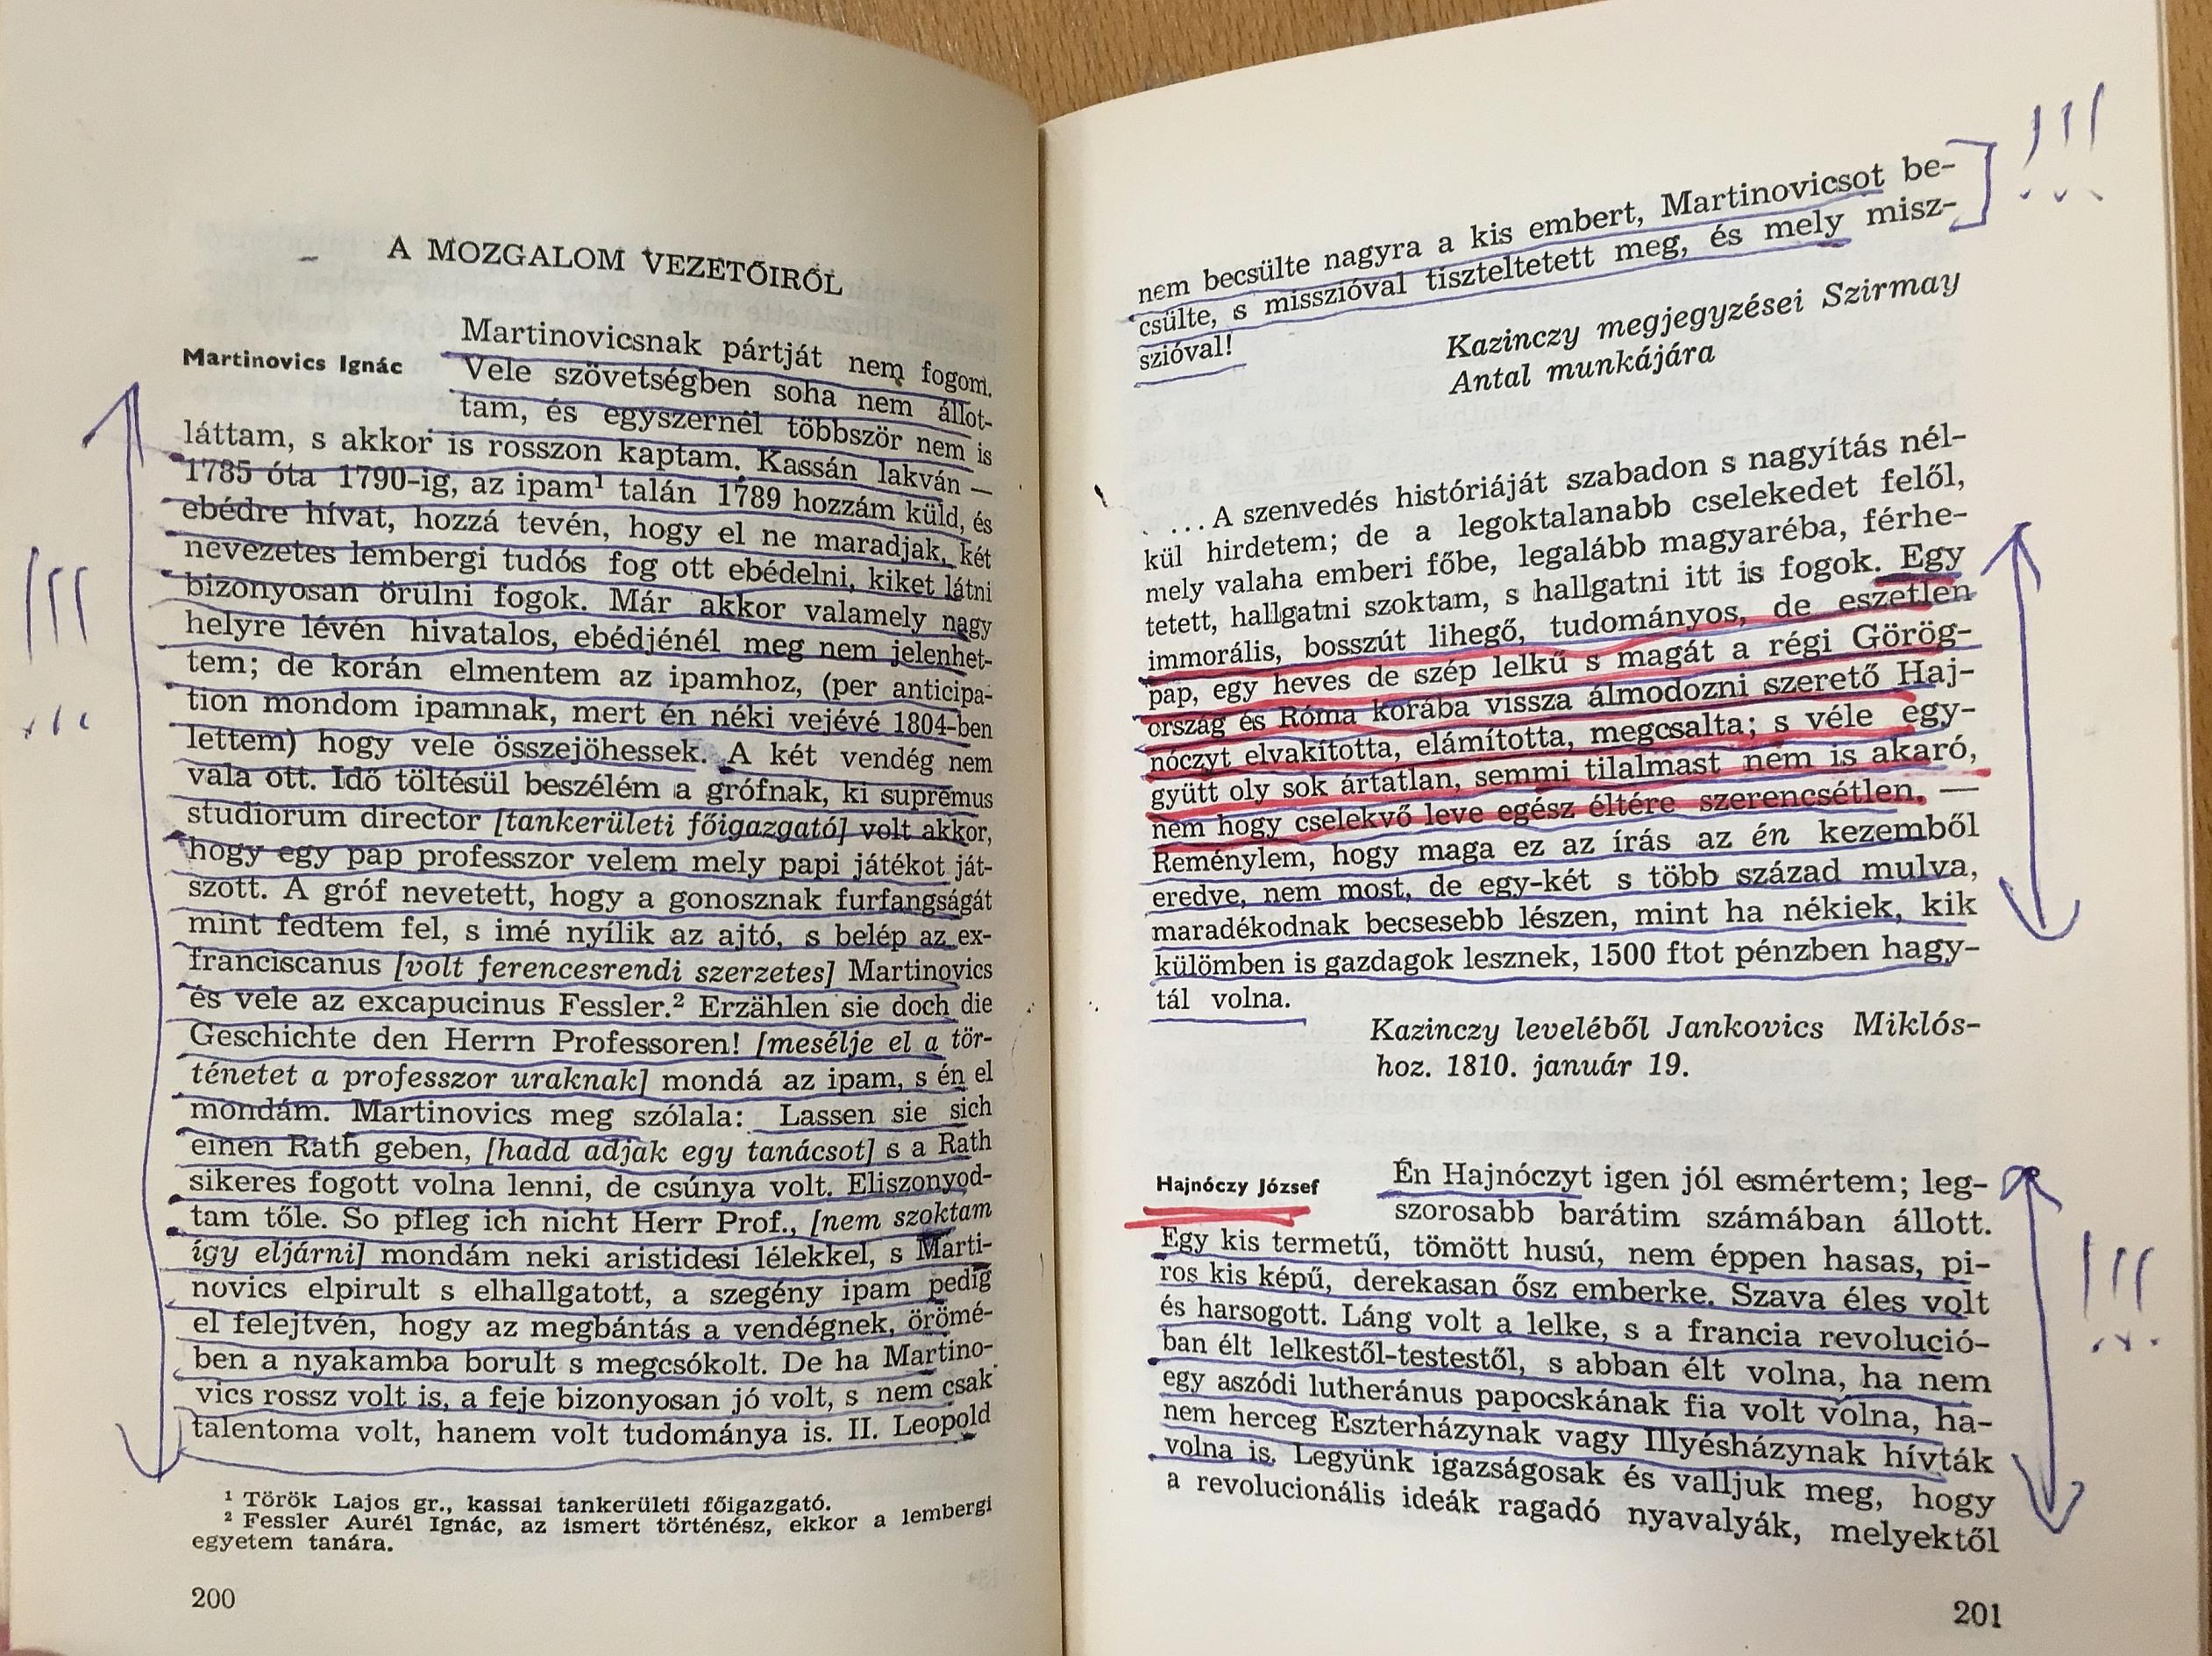 A MOZGALOM VEZETŐIRŐL
Martinovics Ignác
Martinovicsnak pártját nem fogom.
Vele szövetségben soha nem állot-
tam, és egyszernél többször nem is
láttam, s akkor is rosszon kaptam. Kassán lakván —
1785 óta 1790-ig, az ipam¹ talán 1789 hozzám küld, és
ebédre hívat, hozzá tevén, hogy el ne maradjak, két
nevezetes lembergi tudós fog ott ebédelni, kiket látni
bizonyosan örülni fogok. Már akkor valamely nagy
helyre lévén hivatalos, ebédjénél meg nem jelenhet-
tem; de korán elmentem az ipamhoz, (per anticipa-
tion mondom ipamnak, mert én néki vejévé 1804-ben
lettem) hogy vele összejöhessek. A két vendég nem
vala ott. Idő töltésül beszélém a grófnak, ki supremus
studiorum director [tankerületi főigazgató] volt akkor,
hogy egy pap professzor velem mely papi játékot ját-
szott. A gróf nevetett, hogy a gonosznak furfangságát
mint fedtem fel, s imé nyílik az ajtó, s belép az ex-
franciscanus [volt ferencesrendi szerzetes] Martinovics
és vele az excapucinus Fessler.² Erzählen sie doch die
Geschichte den Herrn Professoren! [mesélje el a tör-
ténetet a professzor uraknak] mondá az ipam, s én el
mondám. Martinovics meg szólala: Lassen sie sich
einen Rath geben, [hadd adjak egy tanácsot] s a Rath
sikeres fogott volna lenni, de csúnya volt. Eliszonyod-
tam tőle. So pfleg ich nicht Herr Prof., [nem szoktam
így eljárni] mondám neki aristidesi lélekkel, s Marti-
novics elpirult s elhallgatott, a szegény ipam pedig
el felejtvén, hogy az megbántás a vendégnek, örömé-
ben a nyakamba borult s megcsókolt. De ha Martino-
vics rossz volt is, a feje bizonyosan jó volt, s nem csak
talentoma volt, hanem volt tudománya is. II. Leopold
¹ Török Lajos gr., kassai tankerületi főigazgató.
² Fessler Aurél Ignác, az ismert történész, ekkor a lembergi
egyetem tanára.
200
nem becsülte nagyra a kis embert, Martinovicsot be-
csülte, s misszióval tiszteltetett meg, és mely misz-
szióval!
Kazinczy megjegyzései Szirmay
Antal munkájára
...A szenvedés históriáját szabadon s nagyítás nél-
kül hirdetem; de a legoktalanabb cselekedet felől,
mely valaha emberi főbe, legalább magyaréba, férhe-
tetett, hallgatni szoktam, s hallgatni itt is fogok. Egy
immorális, bosszút lihegő, tudományos, de eszetlen
pap, egy heves de szép lelkű s magát a régi Görög-
ország és Róma korába vissza álmodozni szerető Haj-
nóczyt elvakította, elámította, megcsalta; s véle egy-
gyütt oly sok ártatlan, semmi tilalmast nem is akaró,
nem hogy cselekvő leve egész éltére szerencsétlen. —
Reménylem, hogy maga ez az írás az én kezemből
eredve, nem most, de egy-két s több század mulva,
maradékodnak becsesebb lészen, mint ha nékiek, kik
külömben is gazdagok lesznek, 1500 ftot pénzben hagy-
tál volna.
Kazinczy leveléből Jankovics Miklós-
hoz. 1810. január 19.
Hajnóczy József
Én Hajnóczyt igen jól esmértem; leg-
szorosabb barátim számában állott.
Egy kis termetű, tömött husú, nem éppen hasas, pi-
ros kis képű, derekasan ősz emberke. Szava éles volt
és harsogott. Láng volt a lelke, s a francia revolució-
ban élt lelkestől-testestől, s abban élt volna, ha nem
egy aszódi lutheránus papocskának fia volt volna, ha-
nem herceg Eszterházynak vagy Illyésházynak hívták
volna is. Legyünk igazságosak és valljuk meg, hogy
a revolucionális ideák ragadó nyavalyák, melyektől
201
!!!
!!!
!!!